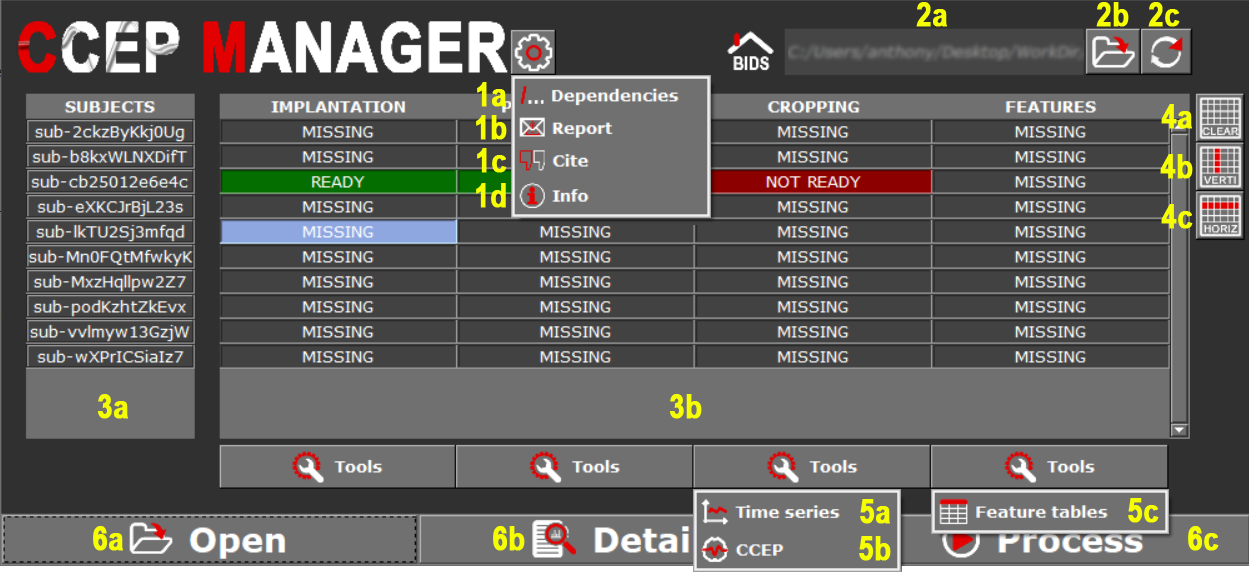 2a 2b 2c
CCEP MANAGER
BIDS C:/Users/anthony/Desktop/WorkDir
SUBJECTS IMPLANTATION P CROPPING FEATURES
1a /... Dependencies
1b Report
1c Cite
1d Info
4a CLEAR
4b VERTI
4c HORIZ
sub-2ckzByKkj0Ug MISSING MISSING MISSING
sub-b8kxWLNXDifT MISSING MISSING MISSING
sub-cb25012e6e4c READY NOT READY MISSING
sub-eXKCJrBjL23s MISSING MISSING MISSING
sub-lkTU2Sj3mfqd MISSING MISSING MISSING MISSING
sub-Mn0FQtMfwkyK MISSING MISSING MISSING MISSING
sub-MxzHqllpw2Z7 MISSING MISSING MISSING MISSING
sub-podKzhtZkEvx MISSING MISSING MISSING MISSING
sub-vvlmyw13GzjW MISSING MISSING MISSING MISSING
sub-wXPrICSiaIz7 MISSING MISSING MISSING MISSING
3a 3b
Tools Tools Tools Tools
Time series 5a Feature tables 5c
6a Open 6b Detai CCEP 5b Process 6c